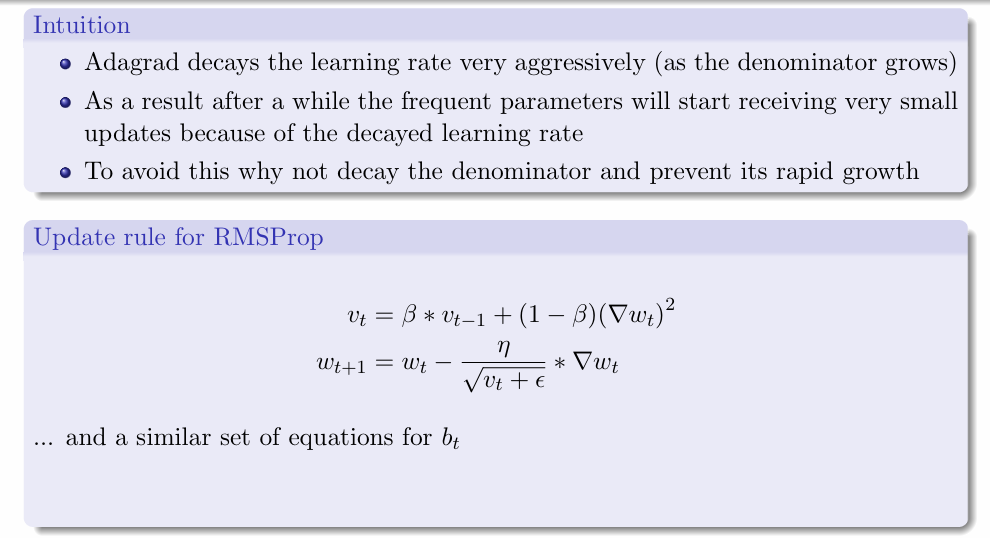 Intuition
Adagrad decays the learning rate very aggressively (as the denominator grows)
As a result after a while the frequent parameters will start receiving very small
updates because of the decayed learning rate
To avoid this why not decay the denominator and prevent its rapid growth
Update rule for RMSProp
$v_t = \beta * v_{t-1} + (1 - \beta)(\nabla w_t)^2$
$w_{t+1} = w_t - \frac{\eta}{\sqrt{v_t + \epsilon}} * \nabla w_t$
... and a similar set of equations for $b_t$